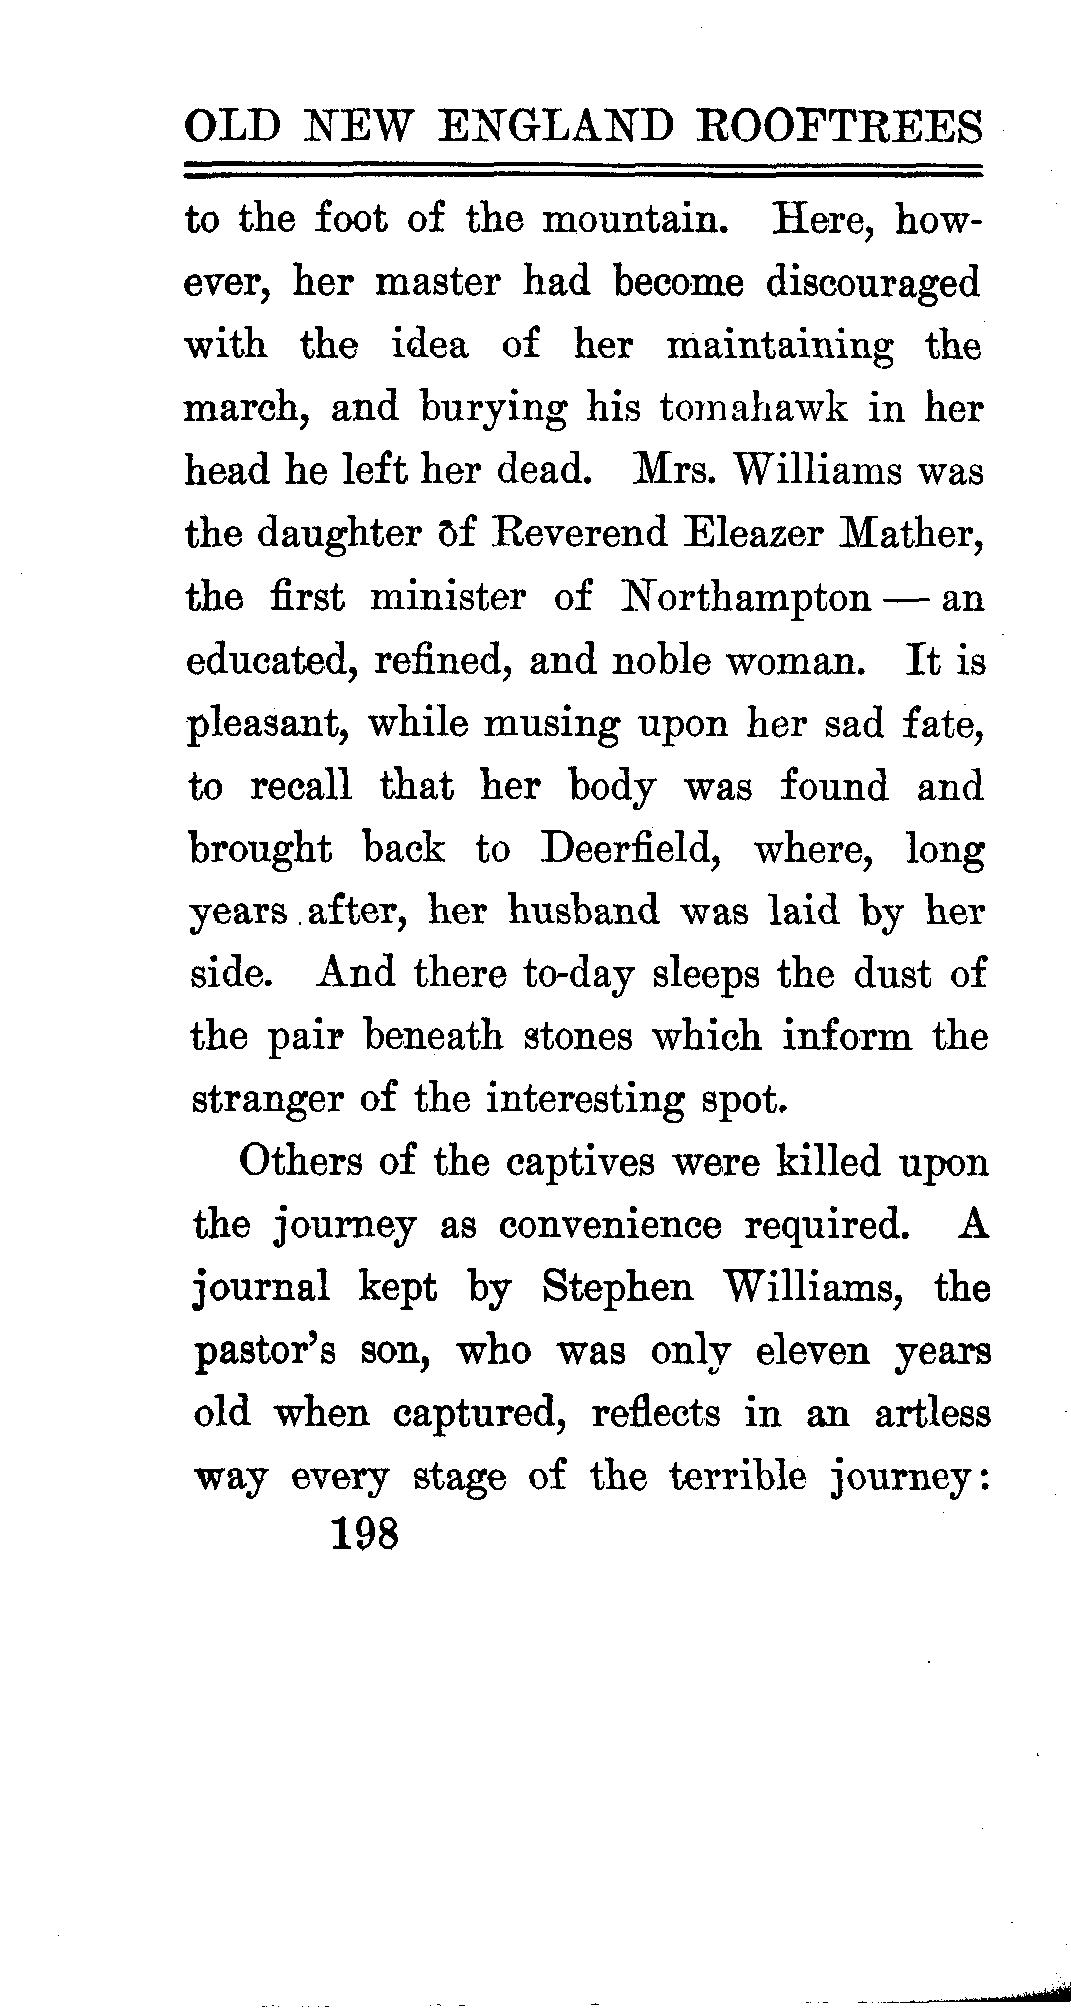 OLD NEW ENGLAND ROOFTREES
to the foot of the mountain. Here, how-
ever, her master had become discouraged
with the idea of her maintaining the
march, and burying his tomahawk in her
head he left her dead. Mrs. Williams was
the daughter of Reverend Eleazer Mather,
the first minister of Northampton — an
educated, refined, and noble woman. It is
pleasant, while musing upon her sad fate,
to recall that her body was found and
brought back to Deerfield, where, long
years after, her husband was laid by her
side. And there to-day sleeps the dust of
the pair beneath stones which inform the
stranger of the interesting spot.
Others of the captives were killed upon
the journey as convenience required. A
journal kept by Stephen Williams, the
pastor's son, who was only eleven years
old when captured, reflects in an artless
way every stage of the terrible journey:
198